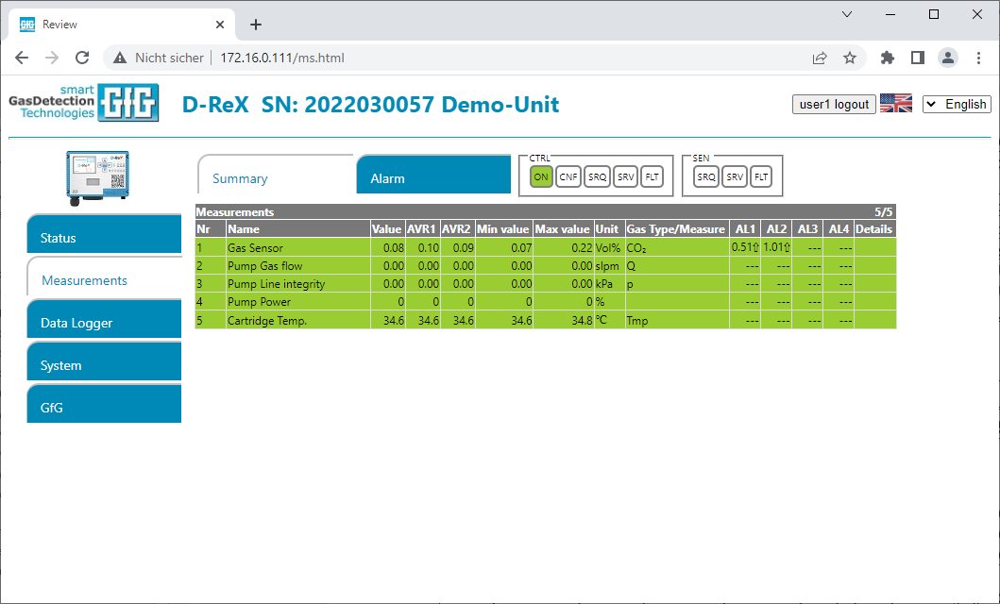 Review
Nicht sicher 172.16.0.111/ms.html
smart
GasDetection
Technologies
GfG
D-ReX SN: 2022030057 Demo-Unit
user1 logout
English
Summary
Alarm
CTRL
ON CNF SRQ SRV FLT
SEN
SRQ SRV FLT
Status
Measurements
Data Logger
System
GfG
Measurements 5/5
Nr Name Value AVR1 AVR2 Min value Max value Unit Gas Type/Measure AL1 AL2 AL3 AL4 Details
1 Gas Sensor 0.08 0.10 0.09 0.07 0.22 Vol% CO₂ 0.51⇧ 1.01⇧ --- ---
2 Pump Gas flow 0.00 0.00 0.00 0.00 0.00 slpm Q --- --- --- ---
3 Pump Line integrity 0.00 0.00 0.00 0.00 0.00 kPa p --- --- --- ---
4 Pump Power 0 0 0 0 0 % --- --- --- ---
5 Cartridge Temp. 34.6 34.6 34.6 34.6 34.8 °C Tmp --- --- --- ---